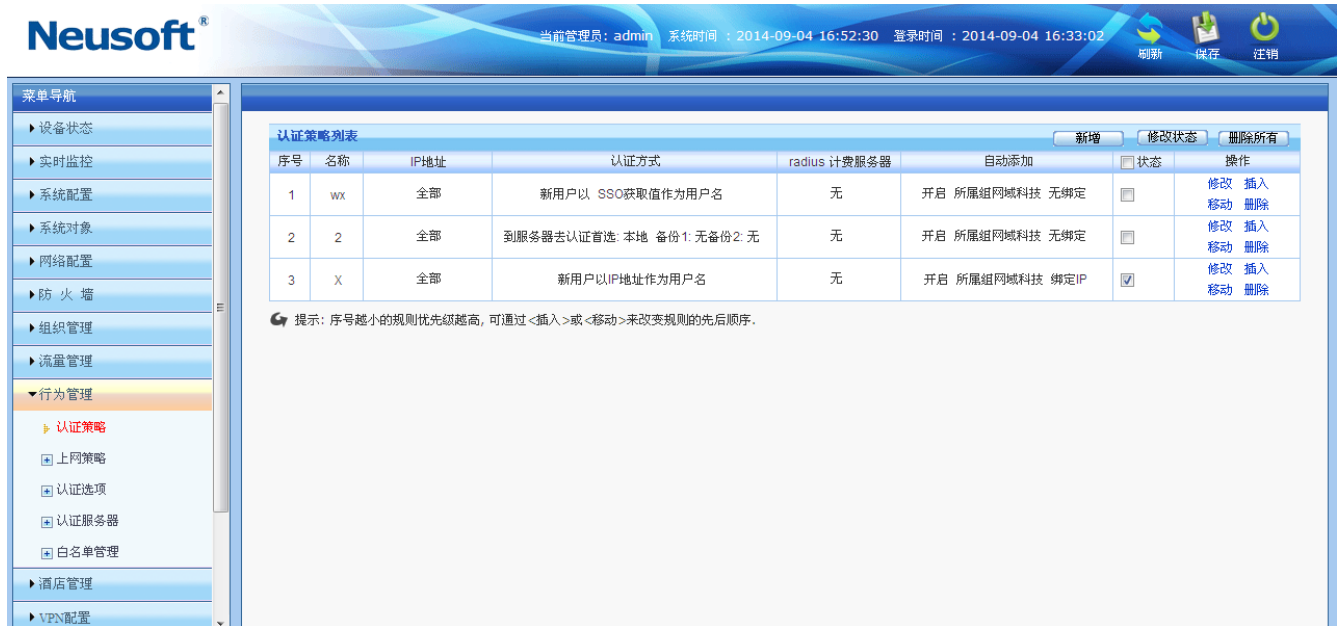 Neusoft®
当前管理员: admin 系统时间 : 2014-09-04 16:52:30 登录时间 : 2014-09-04 16:33:02
刷新 保存 注销
菜单导航
设备状态
实时监控
系统配置
系统对象
网络配置
防 火 墙
组织管理
流量管理
行为管理
认证策略
上网策略
认证选项
认证服务器
白名单管理
酒店管理
VPN配置
认证策略列表 新增 修改状态 删除所有
序号 名称 IP地址 认证方式 radius 计费服务器 自动添加 状态 操作
1 wx 全部 新用户以 SSO获取值作为用户名 无 开启 所属组网域科技 无绑定 修改 插入
移动 删除
2 2 全部 到服务器去认证首选: 本地 备份1: 无备份2: 无 无 开启 所属组网域科技 无绑定 修改 插入
移动 删除
3 X 全部 新用户以IP地址作为用户名 无 开启 所属组网域科技 绑定IP 修改 插入
移动 删除
提示: 序号越小的规则优先级越高, 可通过<插入>或<移动>来改变规则的先后顺序.